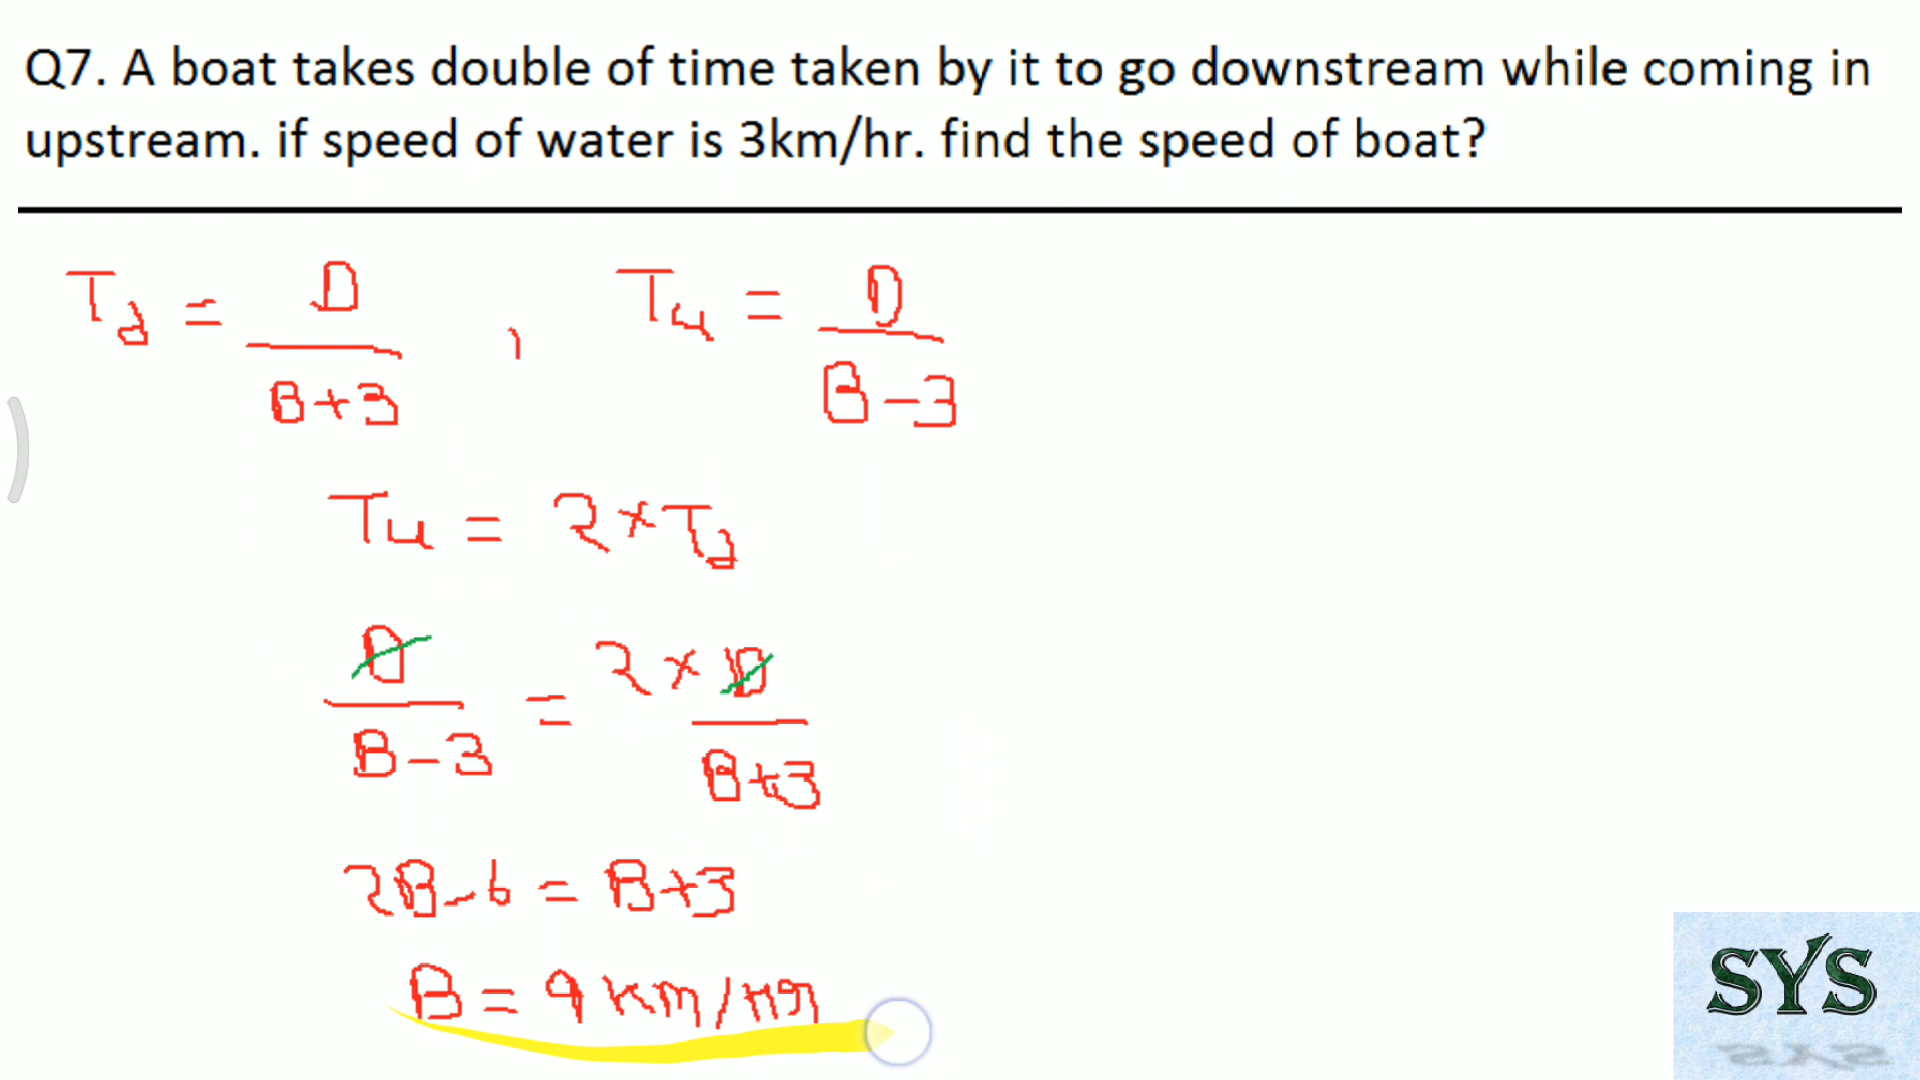 Q7. A boat takes double of time taken by it to go downstream while coming in
upstream. if speed of water is 3km/hr. find the speed of boat?
Td = D / B+3 , Tu = D / B-3
Tu = 2×Td
D / B-3 = 2×D / B+3
2B-6 = B+3
B = 9 km/hr
SYS